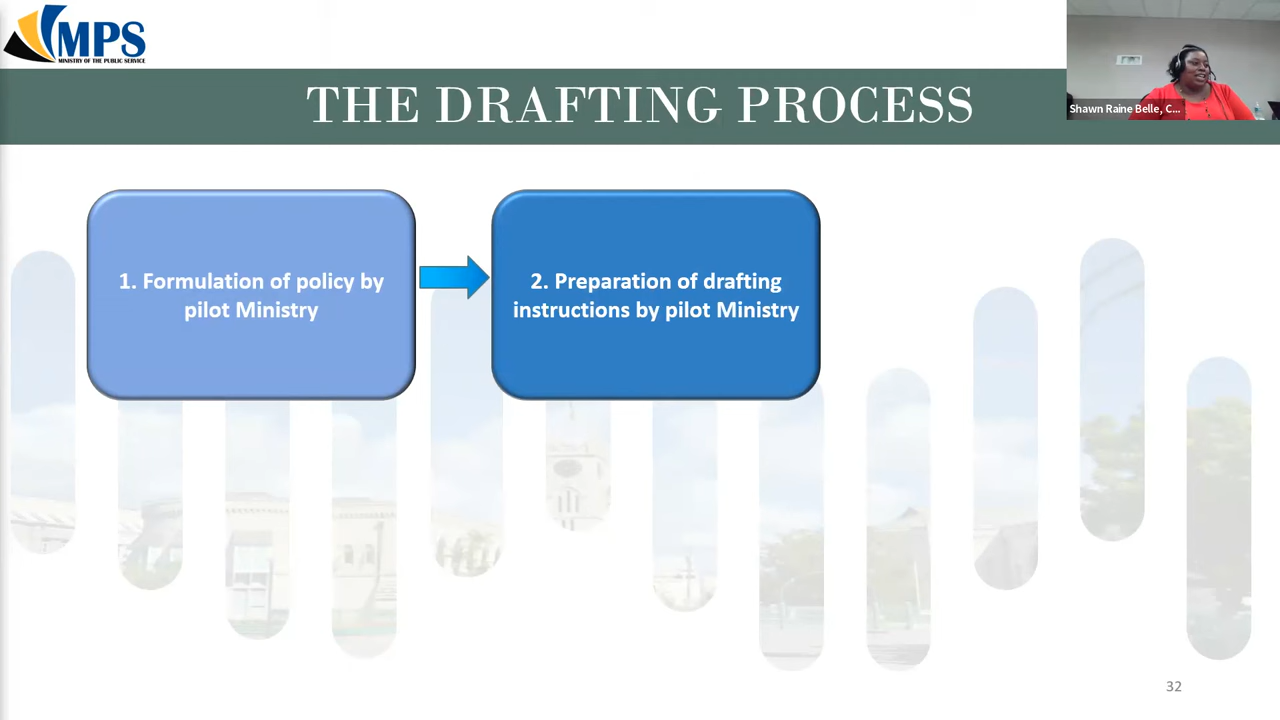 MPS
MINISTRY OF THE PUBLIC SERVICE
THE DRAFTING PROCESS
Shawn Raine Belle, C...
1. Formulation of policy by
pilot Ministry
2. Preparation of drafting
instructions by pilot Ministry
32